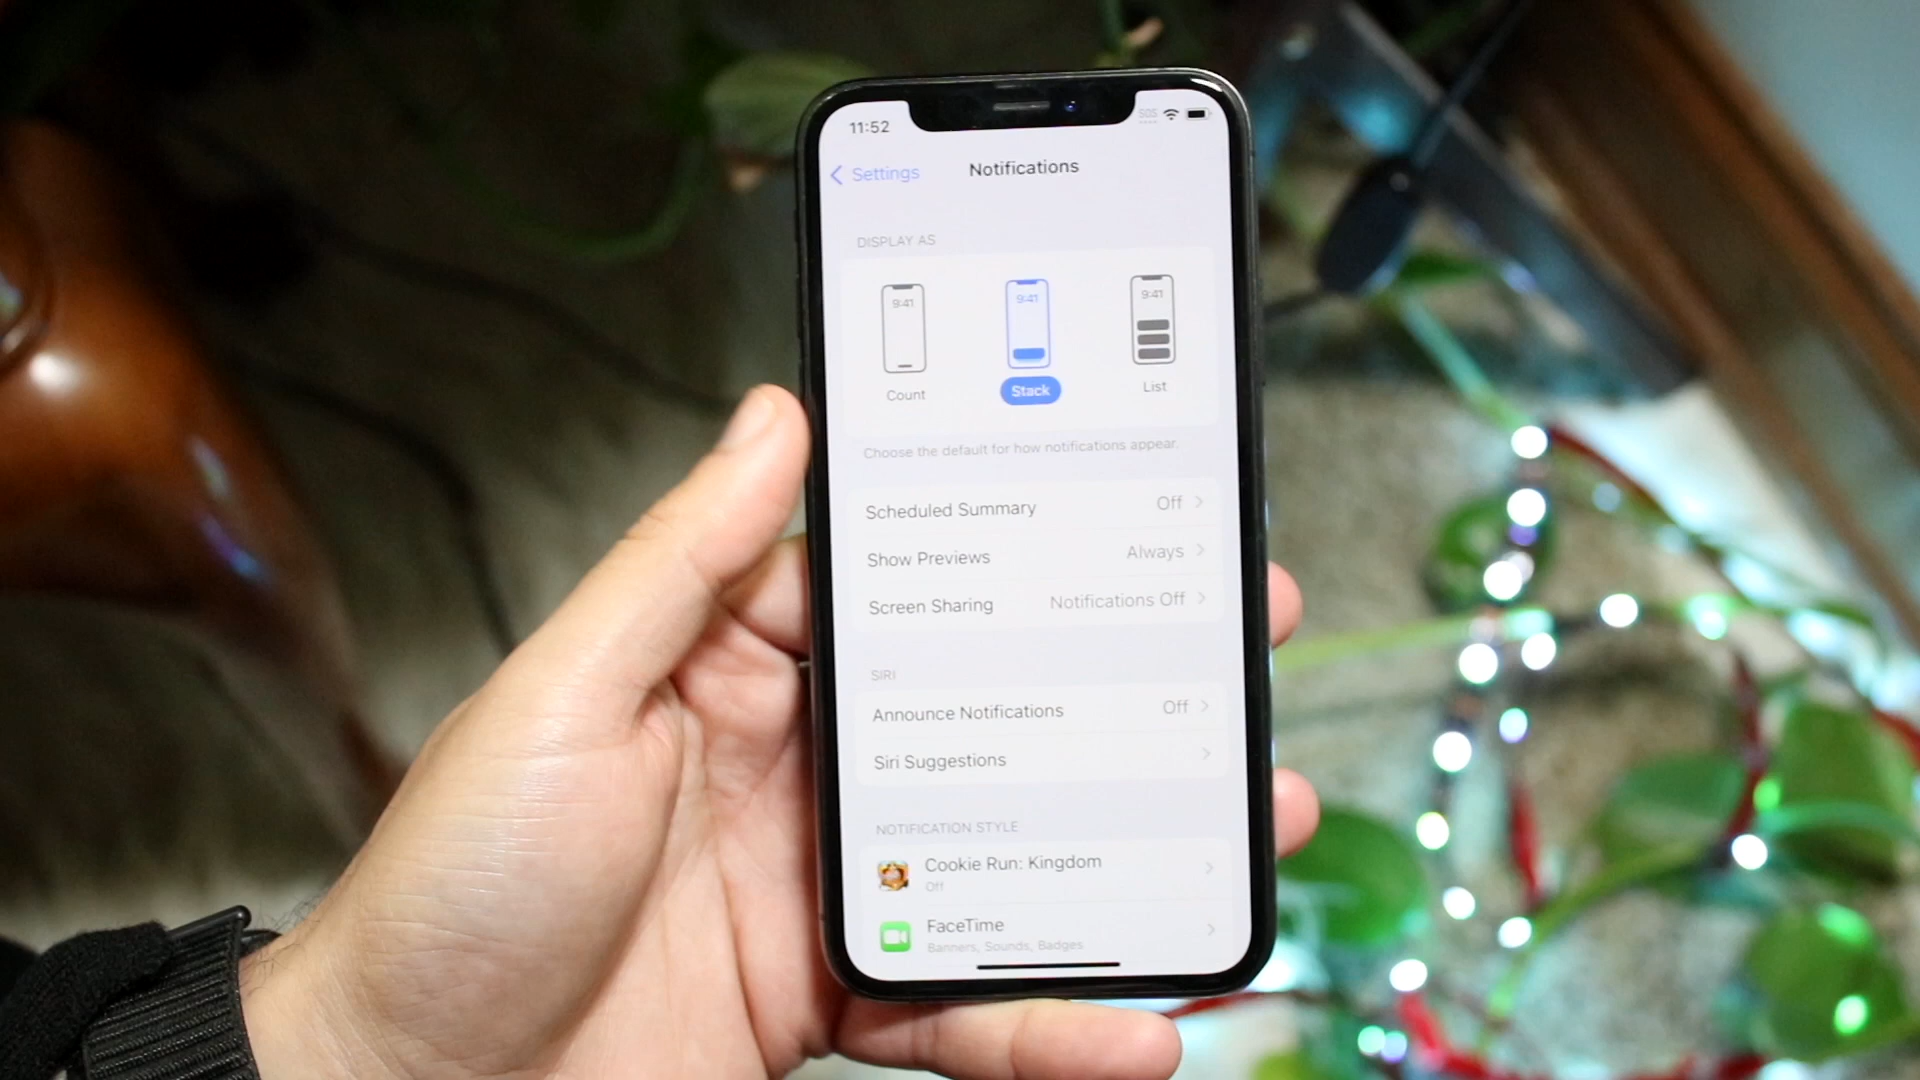 11:52 SOS
Settings Notifications
DISPLAY AS
9:41 9:41 9:41
Count Stack List
Choose the default for how notifications appear.
Scheduled Summary Off
Show Previews Always
Screen Sharing Notifications Off
SIRI
Announce Notifications Off
Siri Suggestions
NOTIFICATION STYLE
Cookie Run: Kingdom
Off
FaceTime
Banners, Sounds, Badges